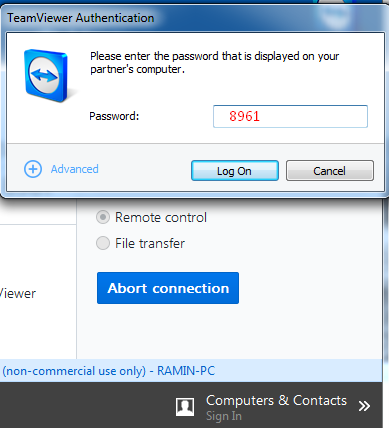 TeamViewer Authentication
Please enter the password that is displayed on your
partner's computer.
Password:
8961
Advanced
Log On
Cancel
Remote control
File transfer
Viewer
Abort connection
(non-commercial use only) - RAMIN-PC
Computers & Contacts
Sign In